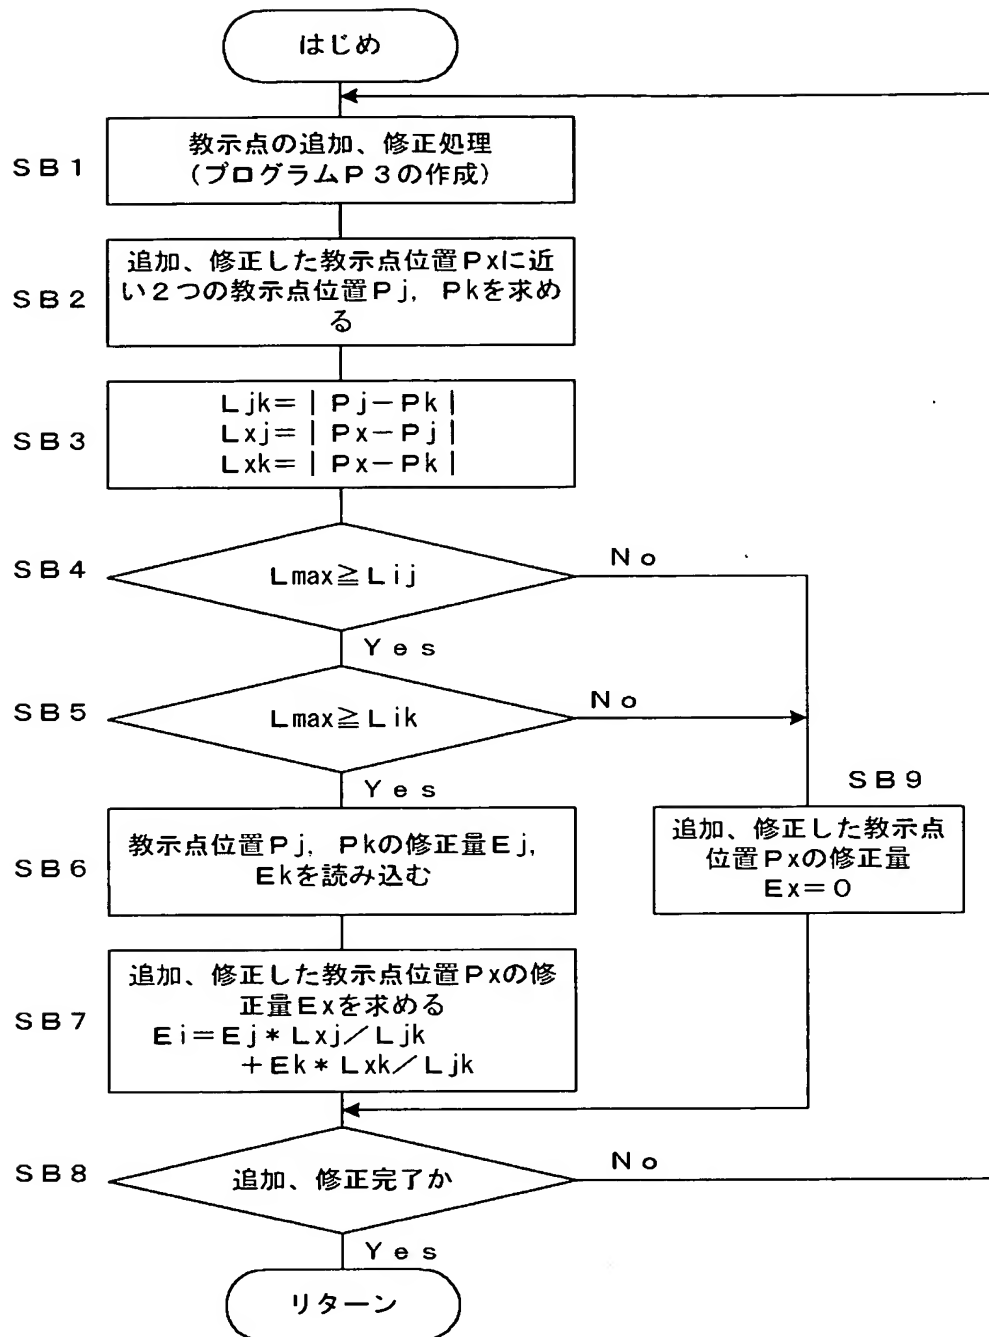 はじめ
SB1
教示点の追加、修正処理
(プログラムP3の作成)
SB2
追加、修正した教示点位置Pxに近
い2つの教示点位置Pj, Pkを求め
る
SB3
Ljk=|Pj-Pk|
Lxj=|Px-Pj|
Lxk=|Px-Pk|
SB4
Lmax≧Lij
No
Yes
SB5
Lmax≧Lik
No
Yes
SB6
教示点位置Pj, Pkの修正量Ej,
Ekを読み込む
SB9
追加、修正した教示点
位置Pxの修正量
Ex=0
SB7
追加、修正した教示点位置Pxの修
正量Exを求める
Ei=Ej*Lxj/Ljk
+Ek*Lxk/Ljk
SB8
追加、修正完了か
No
Yes
リターン